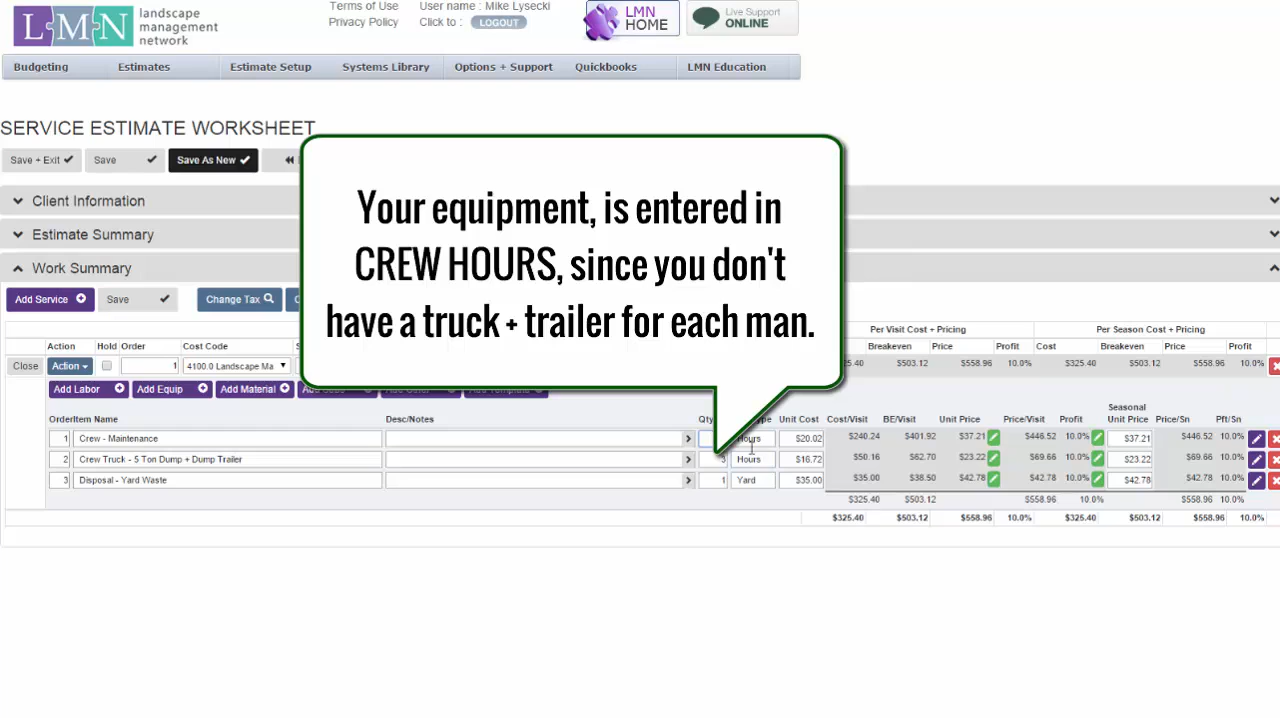 LMN landscape management network
Terms of Use User name : Mike Lysecki
Privacy Policy Click to : LOGOUT
LMN HOME
Live Support ONLINE
Budgeting Estimates Estimate Setup Systems Library Options + Support Quickbooks LMN Education
SERVICE ESTIMATE WORKSHEET
Save + Exit Save Save As New
Client Information
Estimate Summary
Work Summary
Your equipment, is entered in
CREW HOURS, since you don't
have a truck + trailer for each man.
Add Service Save Change Tax
Per Visit Cost + Pricing Per Season Cost + Pricing
Action Hold Order Cost Code Breakeven Price Profit Cost Breakeven Price Profit
Close Action 1 4100.0 Landscape Ma $325.40 $503.12 $558.96 10.0% $325.40 $503.12 $558.96 10.0%
Add Labor Add Equip Add Material
Order Item Name Desc/Notes Qty Unit Cost Cost/Visit BE/Visit Unit Price Price/Visit Profit Seasonal Unit Price Price/Sn Pft/Sn
1 Crew - Maintenance Hours $20.02 $240.24 $401.92 $37.21 $446.52 10.0% $37.21 $446.52 10.0%
2 Crew Truck - 5 Ton Dump + Dump Trailer 3 Hours $16.72 $50.16 $62.70 $23.22 $69.66 10.0% $23.22 $69.66 10.0%
3 Disposal - Yard Waste 1 Yard $35.00 $35.00 $38.50 $42.78 $42.78 10.0% $42.78 $42.78 10.0%
$325.40 $503.12 $558.96 10.0% $558.96 10.0%
$325.40 $503.12 $558.96 10.0% $325.40 $503.12 $558.96 10.0%